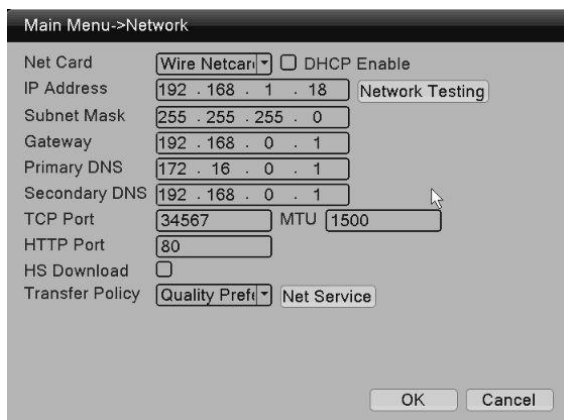 Main Menu->Network
Net Card Wire Netcar DHCP Enable
IP Address 192 . 168 . 1 . 18 Network Testing
Subnet Mask 255 . 255 . 255 . 0
Gateway 192 . 168 . 0 . 1
Primary DNS 172 . 16 . 0 . 1
Secondary DNS 192 . 168 . 0 . 1
TCP Port 34567 MTU 1500
HTTP Port 80
HS Download
Transfer Policy Quality Pref Net Service
OK Cancel